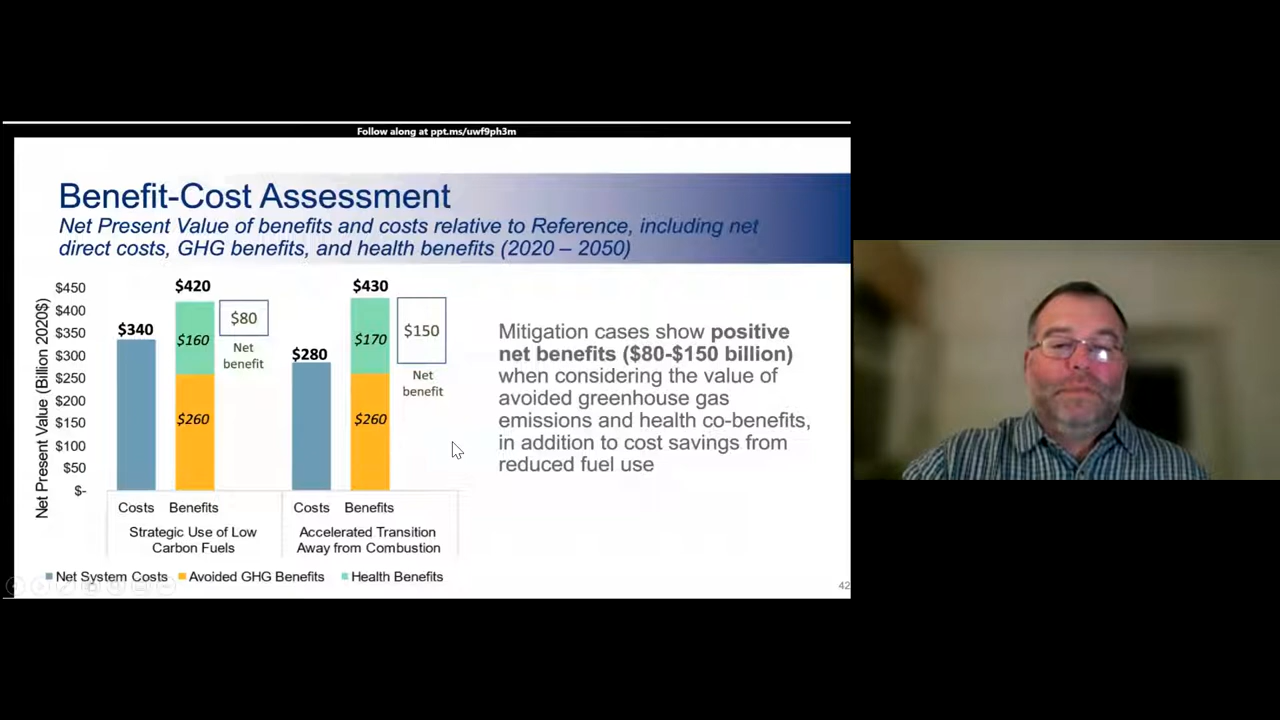 Follow along at ppt.ms/uwf9ph3m
Benefit-Cost Assessment
Net Present Value of benefits and costs relative to Reference, including net
direct costs, GHG benefits, and health benefits (2020 – 2050)
Net Present Value (Billion 2020$)
$450
$400
$350
$300
$250
$200
$150
$100
$50
$-
$340
$420
$160
$260
$80
Net
benefit
$280
$430
$170
$260
$150
Net
benefit
Costs Benefits Costs Benefits
Strategic Use of Low
Carbon Fuels
Accelerated Transition
Away from Combustion
Net System Costs Avoided GHG Benefits Health Benefits
Mitigation cases show positive
net benefits ($80-$150 billion)
when considering the value of
avoided greenhouse gas
emissions and health co-benefits,
in addition to cost savings from
reduced fuel use
42